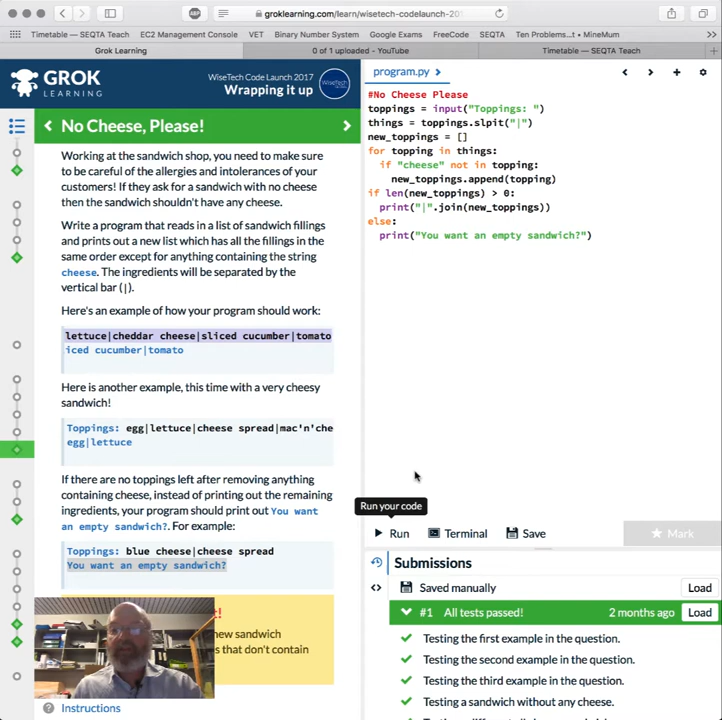 groklearning.com/learn/wisetech-codelaunch-201
ABP
Timetable — SEQTA Teach
EC2 Management Console
VET
Binary Number System
Google Exams
FreeCode
SEQTA
Ten Problems...• MineMum
Grok Learning
0 of 1 uploaded - YouTube
Timetable — SEQTA Teach
GROK
LEARNING
WiseTech Code Launch 2017
Wrapping it up
No Cheese, Please!
Working at the sandwich shop, you need to make sure
to be careful of the allergies and intolerances of your
customers! If they ask for a sandwich with no cheese
then the sandwich shouldn't have any cheese.
Write a program that reads in a list of sandwich fillings
and prints out a new list which has all the fillings in the
same order except for anything containing the string
cheese. The ingredients will be separated by the
vertical bar (|).
Here's an example of how your program should work:
lettuce|cheddar cheese|sliced cucumber|tomato
iced cucumber|tomato
Here is another example, this time with a very cheesy
sandwich!
Toppings: egg|lettuce|cheese spread|mac'n'che
egg|lettuce
If there are no toppings left after removing anything
containing cheese, instead of printing out the remaining
ingredients, your program should print out You want
an empty sandwich?. For example:
Toppings: blue cheese|cheese spread
You want an empty sandwich?
new sandwich
s that don't contain
Instructions
program.py
#No Cheese Please
toppings = input("Toppings: ")
things = toppings.slpit("|")
new_toppings = []
for topping in things:
if "cheese" not in topping:
new_toppings.append(topping)
if len(new_toppings) > 0:
print("|".join(new_toppings))
else:
print("You want an empty sandwich?")
Run your code
Run
Terminal
Save
Mark
Submissions
Saved manually
Load
#1 All tests passed!
2 months ago
Load
Testing the first example in the question.
Testing the second example in the question.
Testing the third example in the question.
Testing a sandwich without any cheese.